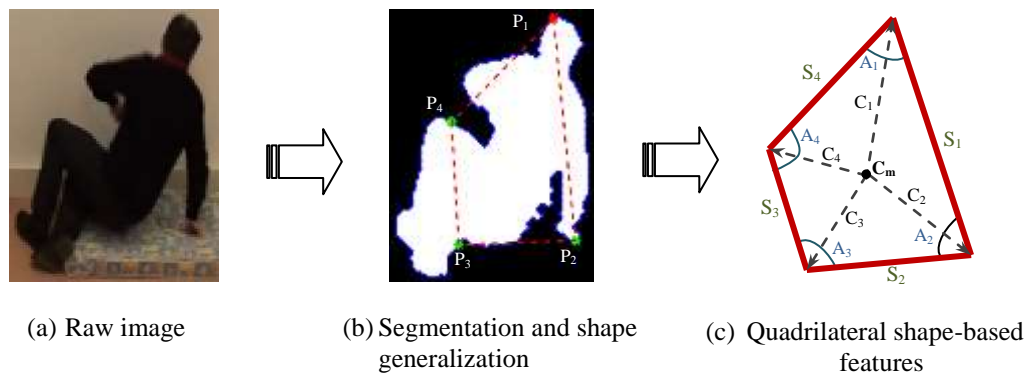 P₁
P₄
P₃
P₂
A₁
S₄
C₁
A₄
C₄
S₁
Cₘ
C₂
S₃
C₃
A₂
A₃
S₂
(a) Raw image
(b) Segmentation and shape
generalization
(c) Quadrilateral shape-based
features